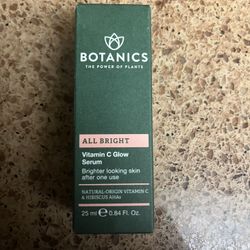 BOTANICS
THE POWER OF PLANTS
ALL BRIGHT
Vitamin C Glow
Serum
Brighter looking skin
after one use
NATURAL-ORIGIN VITAMIN C
& HIBISCUS AHAs
25 ml ℮ 0.84 Fl. Oz.